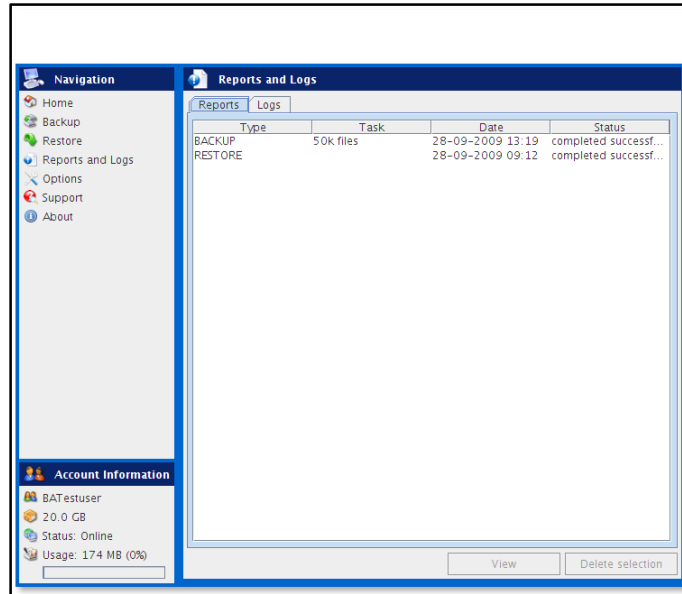 Navigation
Home
Backup
Restore
Reports and Logs
Options
Support
About
Account Information
BATestuser
20.0 GB
Status: Online
Usage: 174 MB (0%)
Reports and Logs
Reports Logs
Type Task Date Status
BACKUP 50k files 28-09-2009 13:19 completed successf...
RESTORE 28-09-2009 09:12 completed successf...
View Delete selection